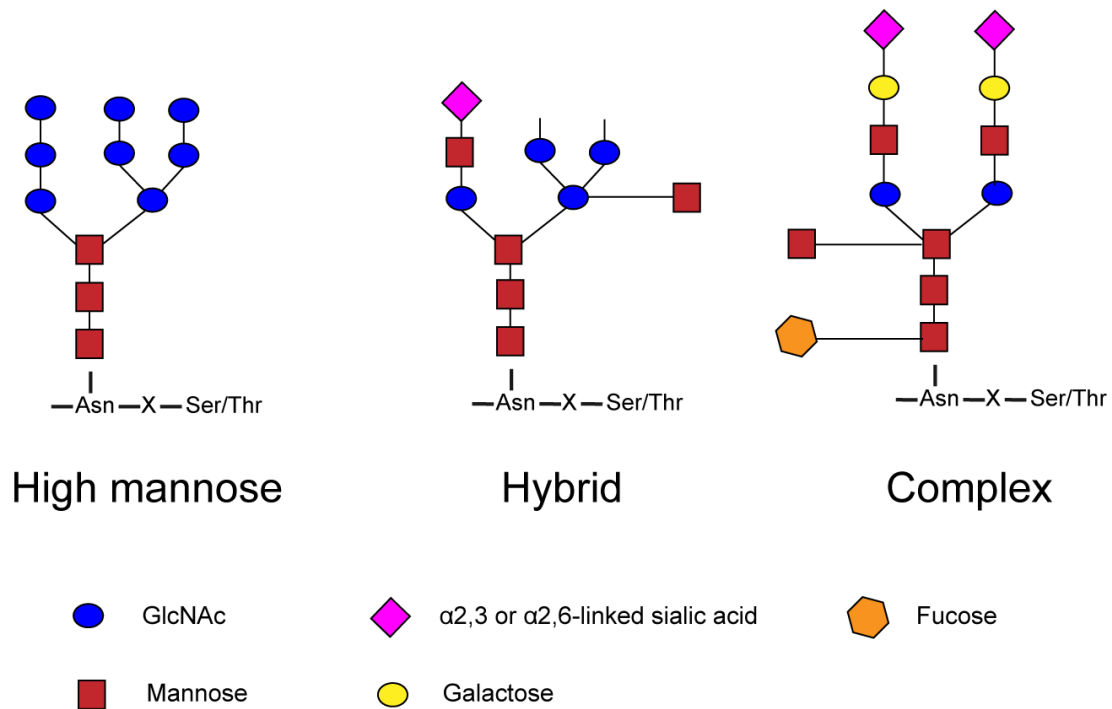 —Asn—X—Ser/Thr
—Asn—X—Ser/Thr
—Asn—X—Ser/Thr
High mannose
Hybrid
Complex
GlcNAc
α2,3 or α2,6-linked sialic acid
Fucose
Mannose
Galactose